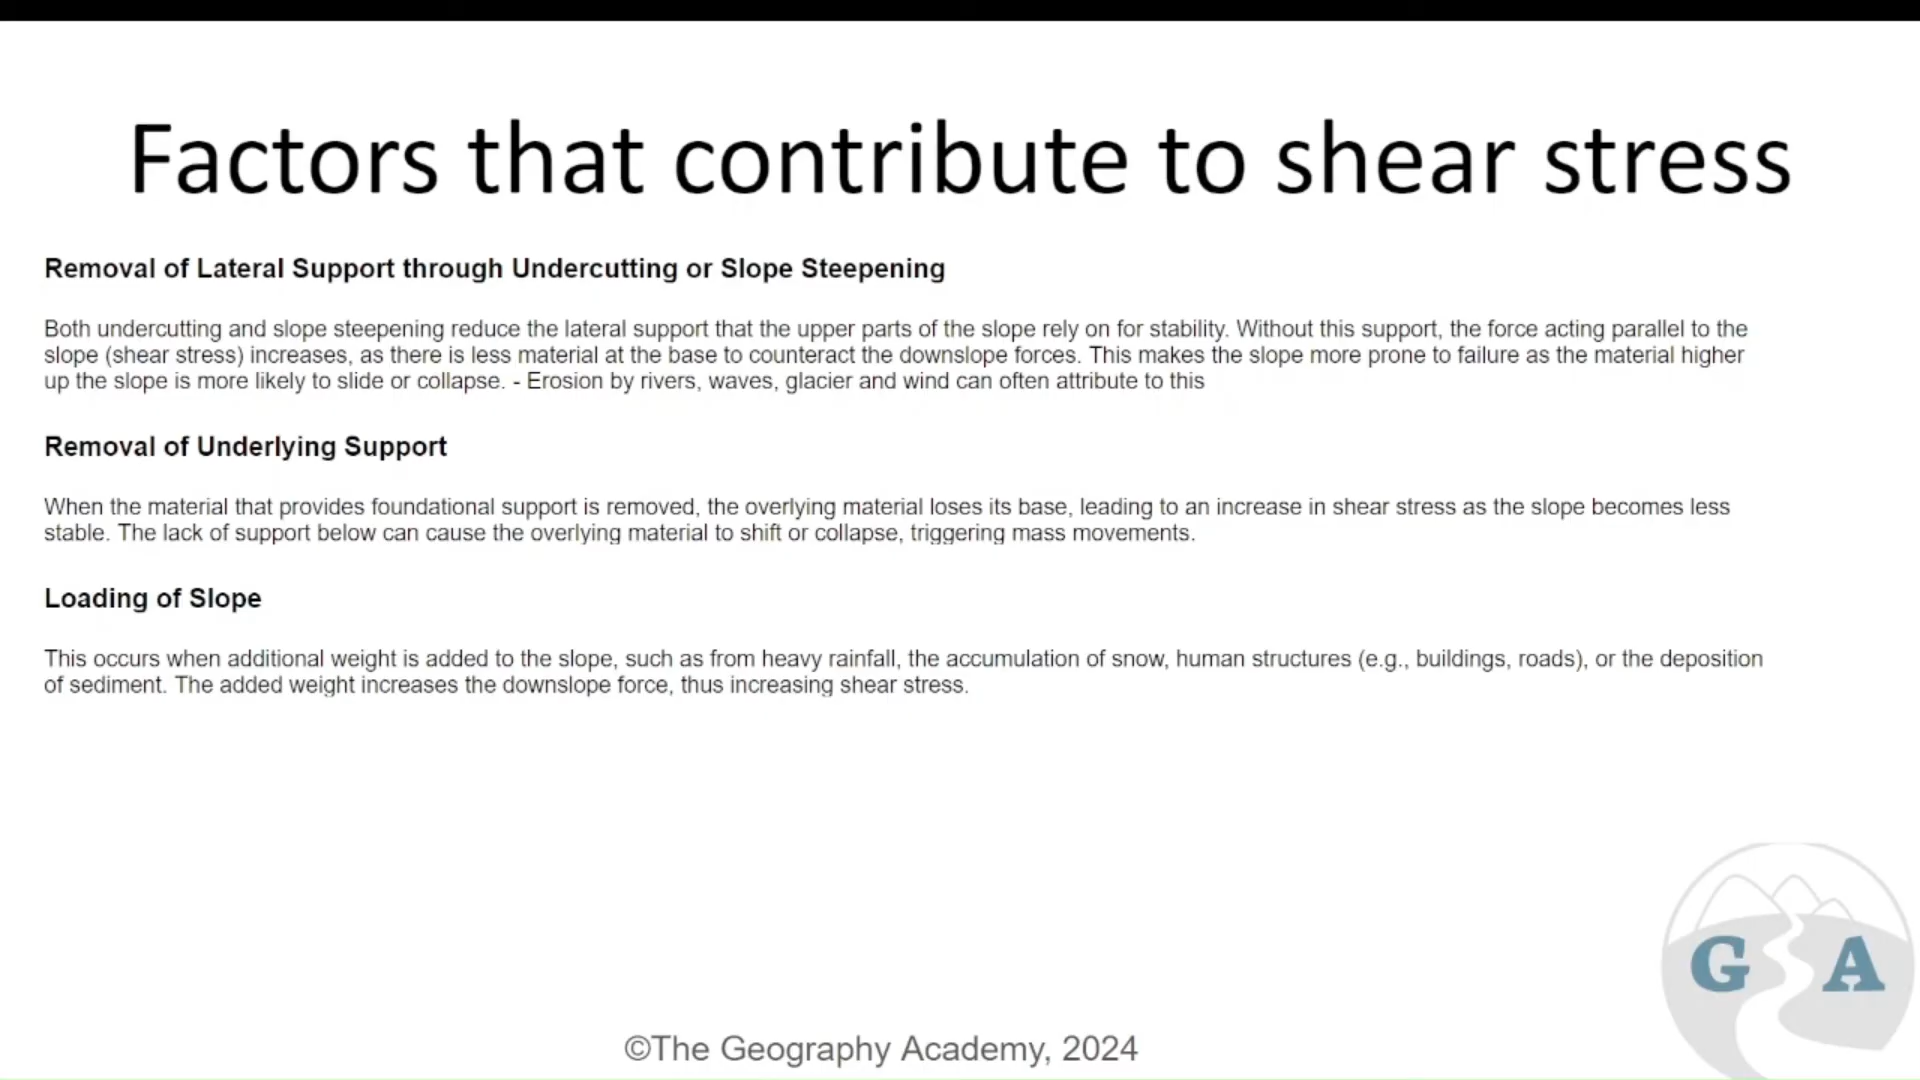 Factors that contribute to shear stress
Removal of Lateral Support through Undercutting or Slope Steepening
Both undercutting and slope steepening reduce the lateral support that the upper parts of the slope rely on for stability. Without this support, the force acting parallel to the
slope (shear stress) increases, as there is less material at the base to counteract the downslope forces. This makes the slope more prone to failure as the material higher
up the slope is more likely to slide or collapse. - Erosion by rivers, waves, glacier and wind can often attribute to this
Removal of Underlying Support
When the material that provides foundational support is removed, the overlying material loses its base, leading to an increase in shear stress as the slope becomes less
stable. The lack of support below can cause the overlying material to shift or collapse, triggering mass movements.
Loading of Slope
This occurs when additional weight is added to the slope, such as from heavy rainfall, the accumulation of snow, human structures (e.g., buildings, roads), or the deposition
of sediment. The added weight increases the downslope force, thus increasing shear stress.
G A
©The Geography Academy, 2024